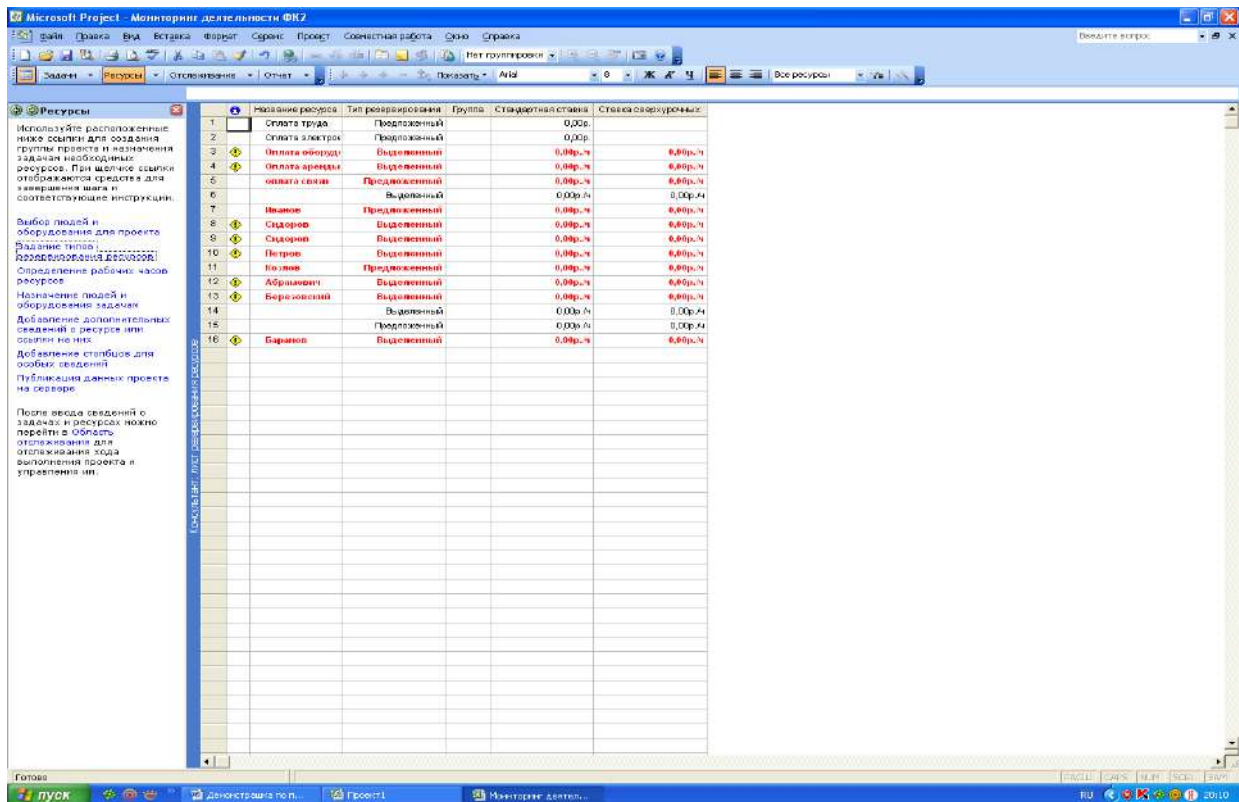 Microsoft Project - Мониторинг деятельности ФК2
Файл Правка Вид Вставка Формат Сервис Проект Совместная работа Окно Справка Введите вопрос
Нет группировки
Задачи Ресурсы Отслеживание Отчет Показать Arial 8 Ж К Ч Все ресурсы
Ресурсы
Используйте расположенные
ниже ссылки для создания
группы проекта и назначения
задачам необходимых
ресурсов. При щелчке ссылки
отображаются средства для
завершения шага и
соответствующие инструкции.
Выбор людей и
оборудования для проекта
Задание типов
резервирования ресурсов
Определение рабочих часов
ресурсов
Назначение людей и
оборудования задачам
Добавление дополнительных
сведений о ресурсе или
ссылки на них
Добавление столбцов для
особых сведений
Публикация данных проекта
на сервере
После ввода сведений о
задачах и ресурсах можно
перейти в Область
отслеживания для
отслеживания хода
выполнения проекта и
управления им.
Консультант: лист резервирования ресурсов
Название ресурса Тип резервирования Группа Стандартная ставка Ставка сверхурочных
1 Оплата труда Предложенный 0,00р.
2 Оплата электрок Предложенный 0,00р.
3 Оплата оборуд Выделенный 0,00р./ч 0,00р./ч
4 Оплата аренды Выделенный 0,00р./ч 0,00р./ч
5 оплата связи Предложенный 0,00р./ч 0,00р./ч
6 Выделенный 0,00р./ч 0,00р./ч
7 Иванов Предложенный 0,00р./ч 0,00р./ч
8 Сидоров Выделенный 0,00р./ч 0,00р./ч
9 Сидороп Выделенный 0,00р./ч 0,00р./ч
10 Петров Выделенный 0,00р./ч 0,00р./ч
11 Козлов Предложенный 0,00р./ч 0,00р./ч
12 Абрамович Выделенный 0,00р./ч 0,00р./ч
13 Березовский Выделенный 0,00р./ч 0,00р./ч
14 Выделенный 0,00р./ч 0,00р./ч
15 Предложенный 0,00р./ч 0,00р./ч
16 Баранов Выделенный 0,00р./ч 0,00р./ч
Готово CAPS NUM SCRL
пуск Демонстрашка по п... Проект1 Мониторинг деятел... RU 20:10